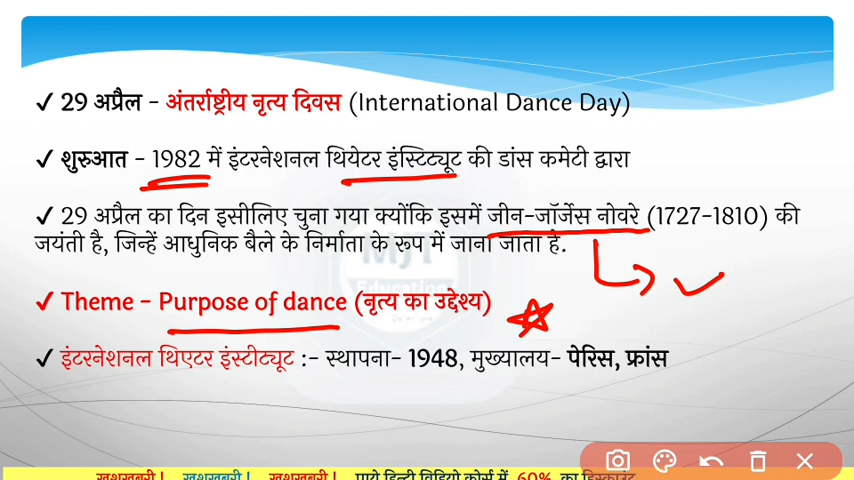 ✓ 29 अप्रैल - अंतर्राष्ट्रीय नृत्य दिवस (International Dance Day)
✓ शुरुआत - 1982 में इंटरनेशनल थियेटर इंस्टिट्यूट की डांस कमेटी द्वारा
✓ 29 अप्रैल का दिन इसीलिए चुना गया क्योंकि इसमें जीन-जॉर्जेस नोवरे (1727-1810) की
जयंती है, जिन्हें आधुनिक बैले के निर्माता के रूप में जाना जाता है.
✓ Theme - Purpose of dance (नृत्य का उद्देश्य)
✓ इंटरनेशनल थिएटर इंस्टीट्यूट :- स्थापना- 1948, मुख्यालय- पेरिस, फ्रांस
MJT
Education
खुशखबरी ! खुशखबरी ! खुशखबरी ! पाये हिन्दी विडियो कोर्स में 60% का डिस्काउंट